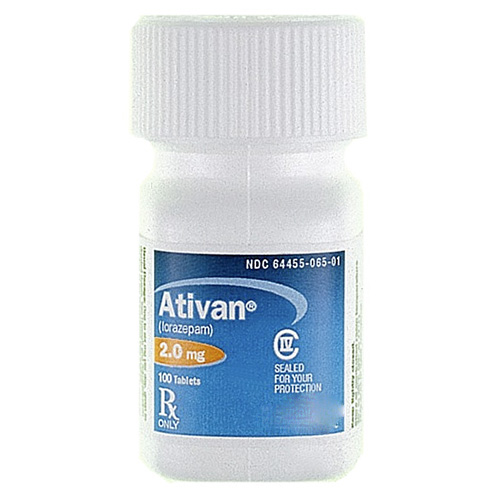 NDC 64455-065-01
Ativan®
(lorazepam)
2.0 mg
100 Tablets
Rx
ONLY
C IV
SEALED
FOR YOUR
PROTECTION